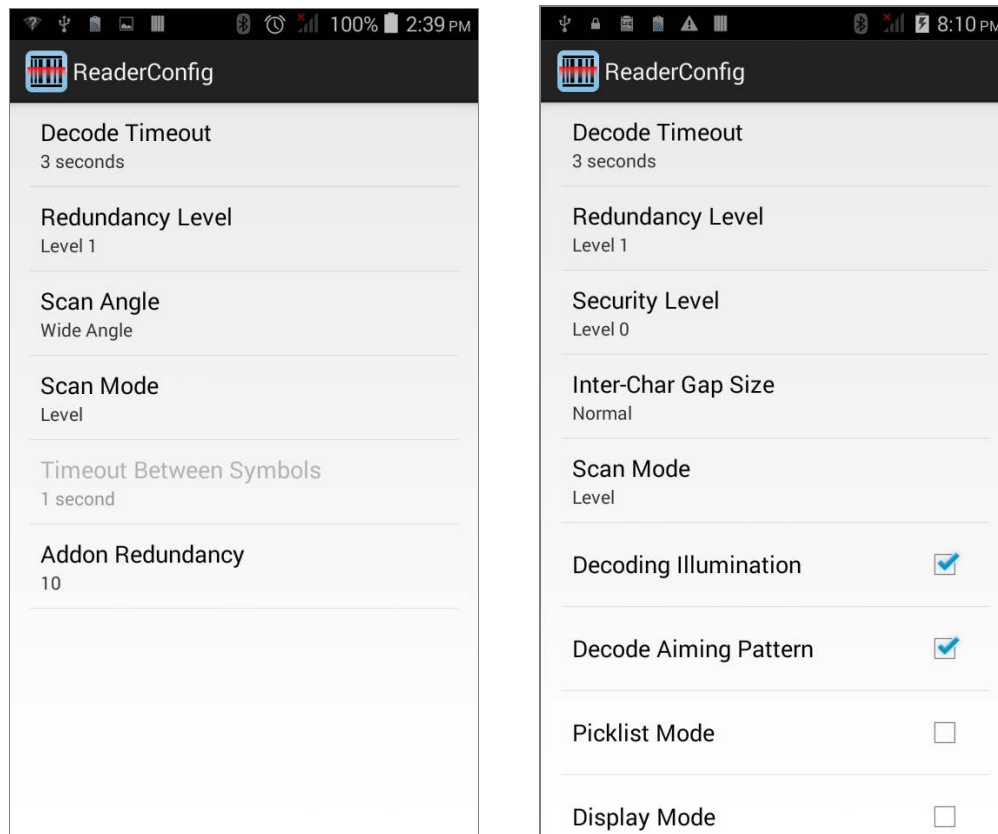 100% 2:39 PM
ReaderConfig
Decode Timeout
3 seconds
Redundancy Level
Level 1
Scan Angle
Wide Angle
Scan Mode
Level
Timeout Between Symbols
1 second
Addon Redundancy
10
8:10 PM
ReaderConfig
Decode Timeout
3 seconds
Redundancy Level
Level 1
Security Level
Level 0
Inter-Char Gap Size
Normal
Scan Mode
Level
Decoding Illumination
Decode Aiming Pattern
Picklist Mode
Display Mode